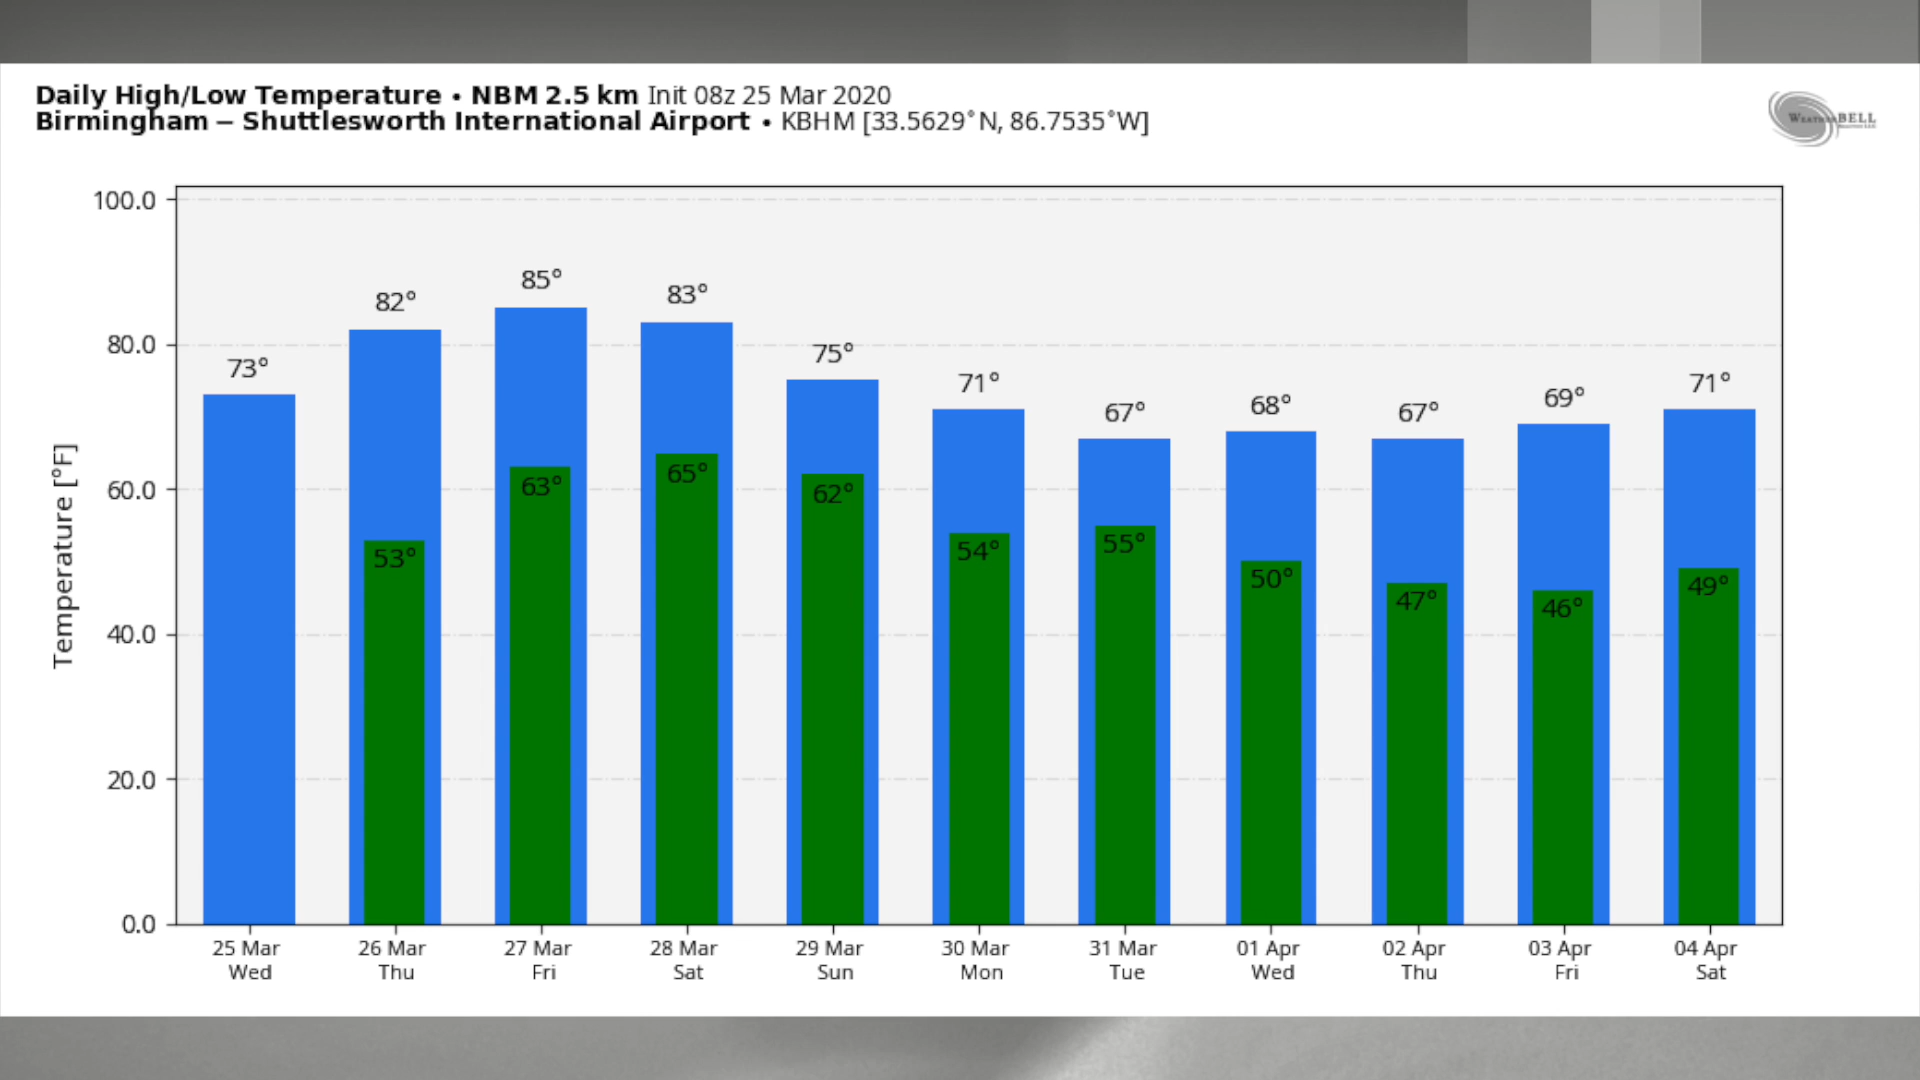 Daily High/Low Temperature • NBM 2.5 km Init 08z 25 Mar 2020
Birmingham – Shuttlesworth International Airport • KBHM [33.5629°N, 86.7535°W]
WEATHERBELL
Temperature [°F]
100.0
80.0
60.0
40.0
20.0
0.0
73° 82° 85° 83° 75° 71° 67° 68° 67° 69° 71°
53° 63° 65° 62° 54° 55° 50° 47° 46° 49°
25 Mar 26 Mar 27 Mar 28 Mar 29 Mar 30 Mar 31 Mar 01 Apr 02 Apr 03 Apr 04 Apr
Wed Thu Fri Sat Sun Mon Tue Wed Thu Fri Sat